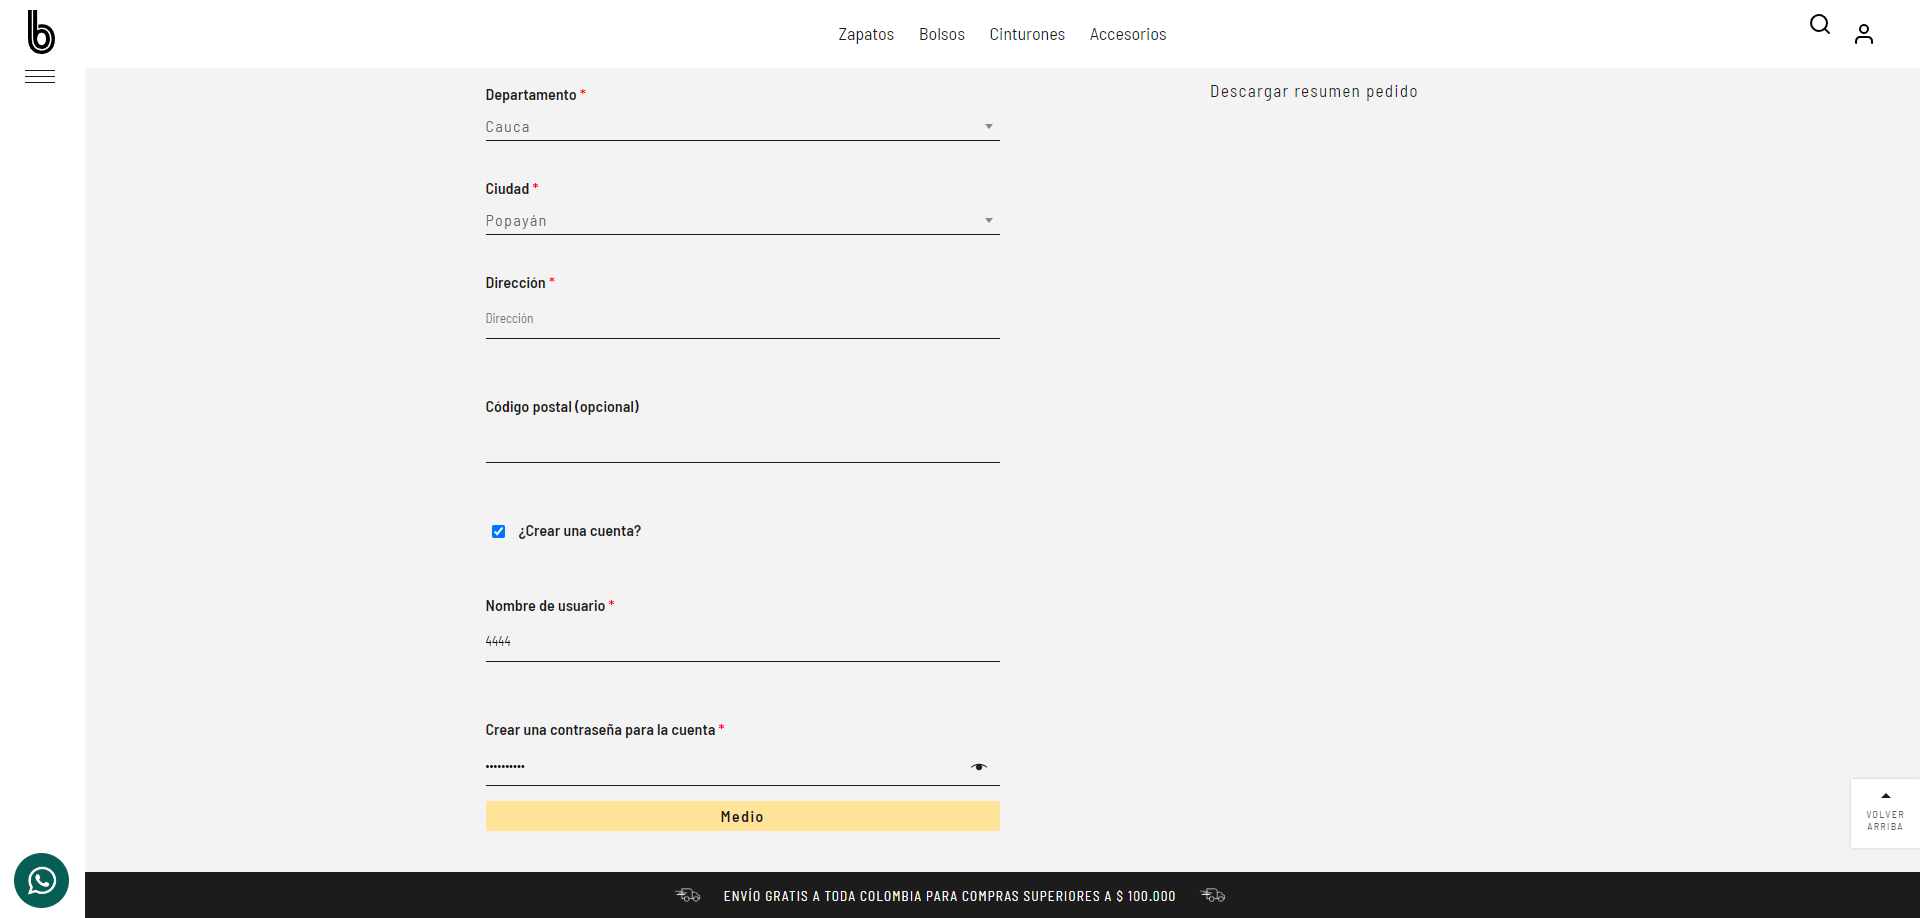 b
Zapatos Bolsos Cinturones Accesorios
Departamento *
Cauca
Ciudad *
Popayán
Dirección *
Dirección
Código postal (opcional)
¿Crear una cuenta?
Nombre de usuario *
4444
Crear una contraseña para la cuenta *
••••••••••
Medio
Descargar resumen pedido
VOLVER
ARRIBA
ENVÍO GRATIS A TODA COLOMBIA PARA COMPRAS SUPERIORES A $ 100.000